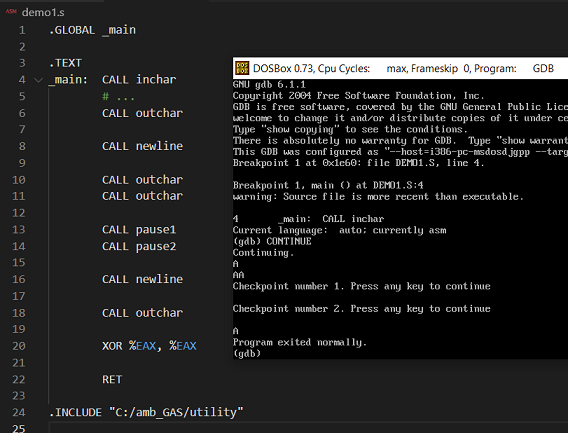 ASM demo1.s
1 .GLOBAL _main
2
3 .TEXT
4 _main: CALL inchar
5 # ...
6 CALL outchar
7
8 CALL newline
9
10 CALL outchar
11 CALL outchar
12
13 CALL pause1
14 CALL pause2
15
16 CALL newline
17
18 CALL outchar
19
20 XOR %EAX, %EAX
21
22 RET
23
24 .INCLUDE "C:/amb_GAS/utility"
25
DOS BOX DOSBox 0.73, Cpu Cycles: max, Frameskip 0, Program: GDB
GNU gdb 6.1.1
Copyright 2004 Free Software Foundation, Inc.
GDB is free software, covered by the GNU General Public Lice
welcome to change it and/or distribute copies of it under ce
Type "show copying" to see the conditions.
There is absolutely no warranty for GDB. Type "show warrant
This GDB was configured as "--host=i386-pc-msdosdjgpp --targ
Breakpoint 1 at 0x1e60: file DEMO1.S, line 4.
Breakpoint 1, main () at DEMO1.S:4
warning: Source file is more recent than executable.
4 _main: CALL inchar
Current language: auto; currently asm
(gdb) CONTINUE
Continuing.
A
AA
Checkpoint number 1. Press any key to continue
Checkpoint number 2. Press any key to continue
A
Program exited normally.
(gdb)